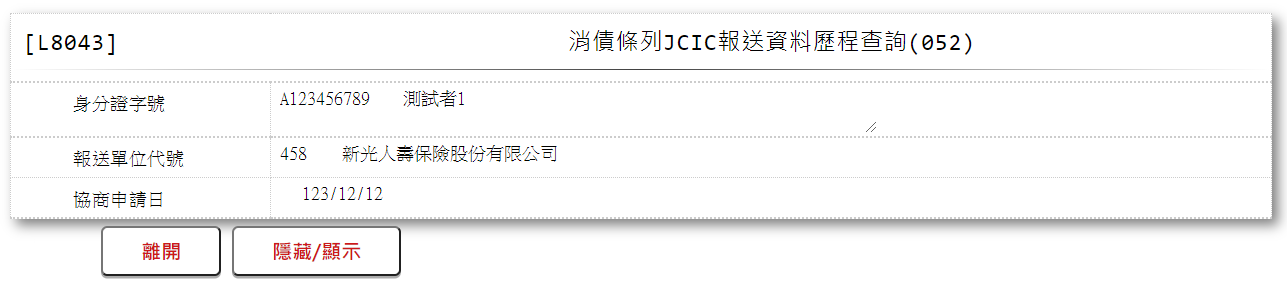 [L8043] 消債條列JCIC報送資料歷程查詢(052)
身分證字號 A123456789 測試者1
報送單位代號 458 新光人壽保險股份有限公司
協商申請日 123/12/12
離開 隱藏/顯示